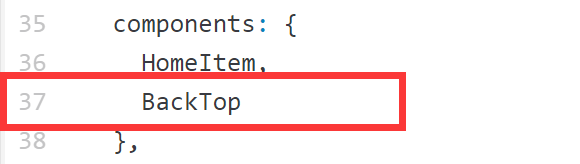 35 components: {
36 HomeItem,
37 BackTop
38 },